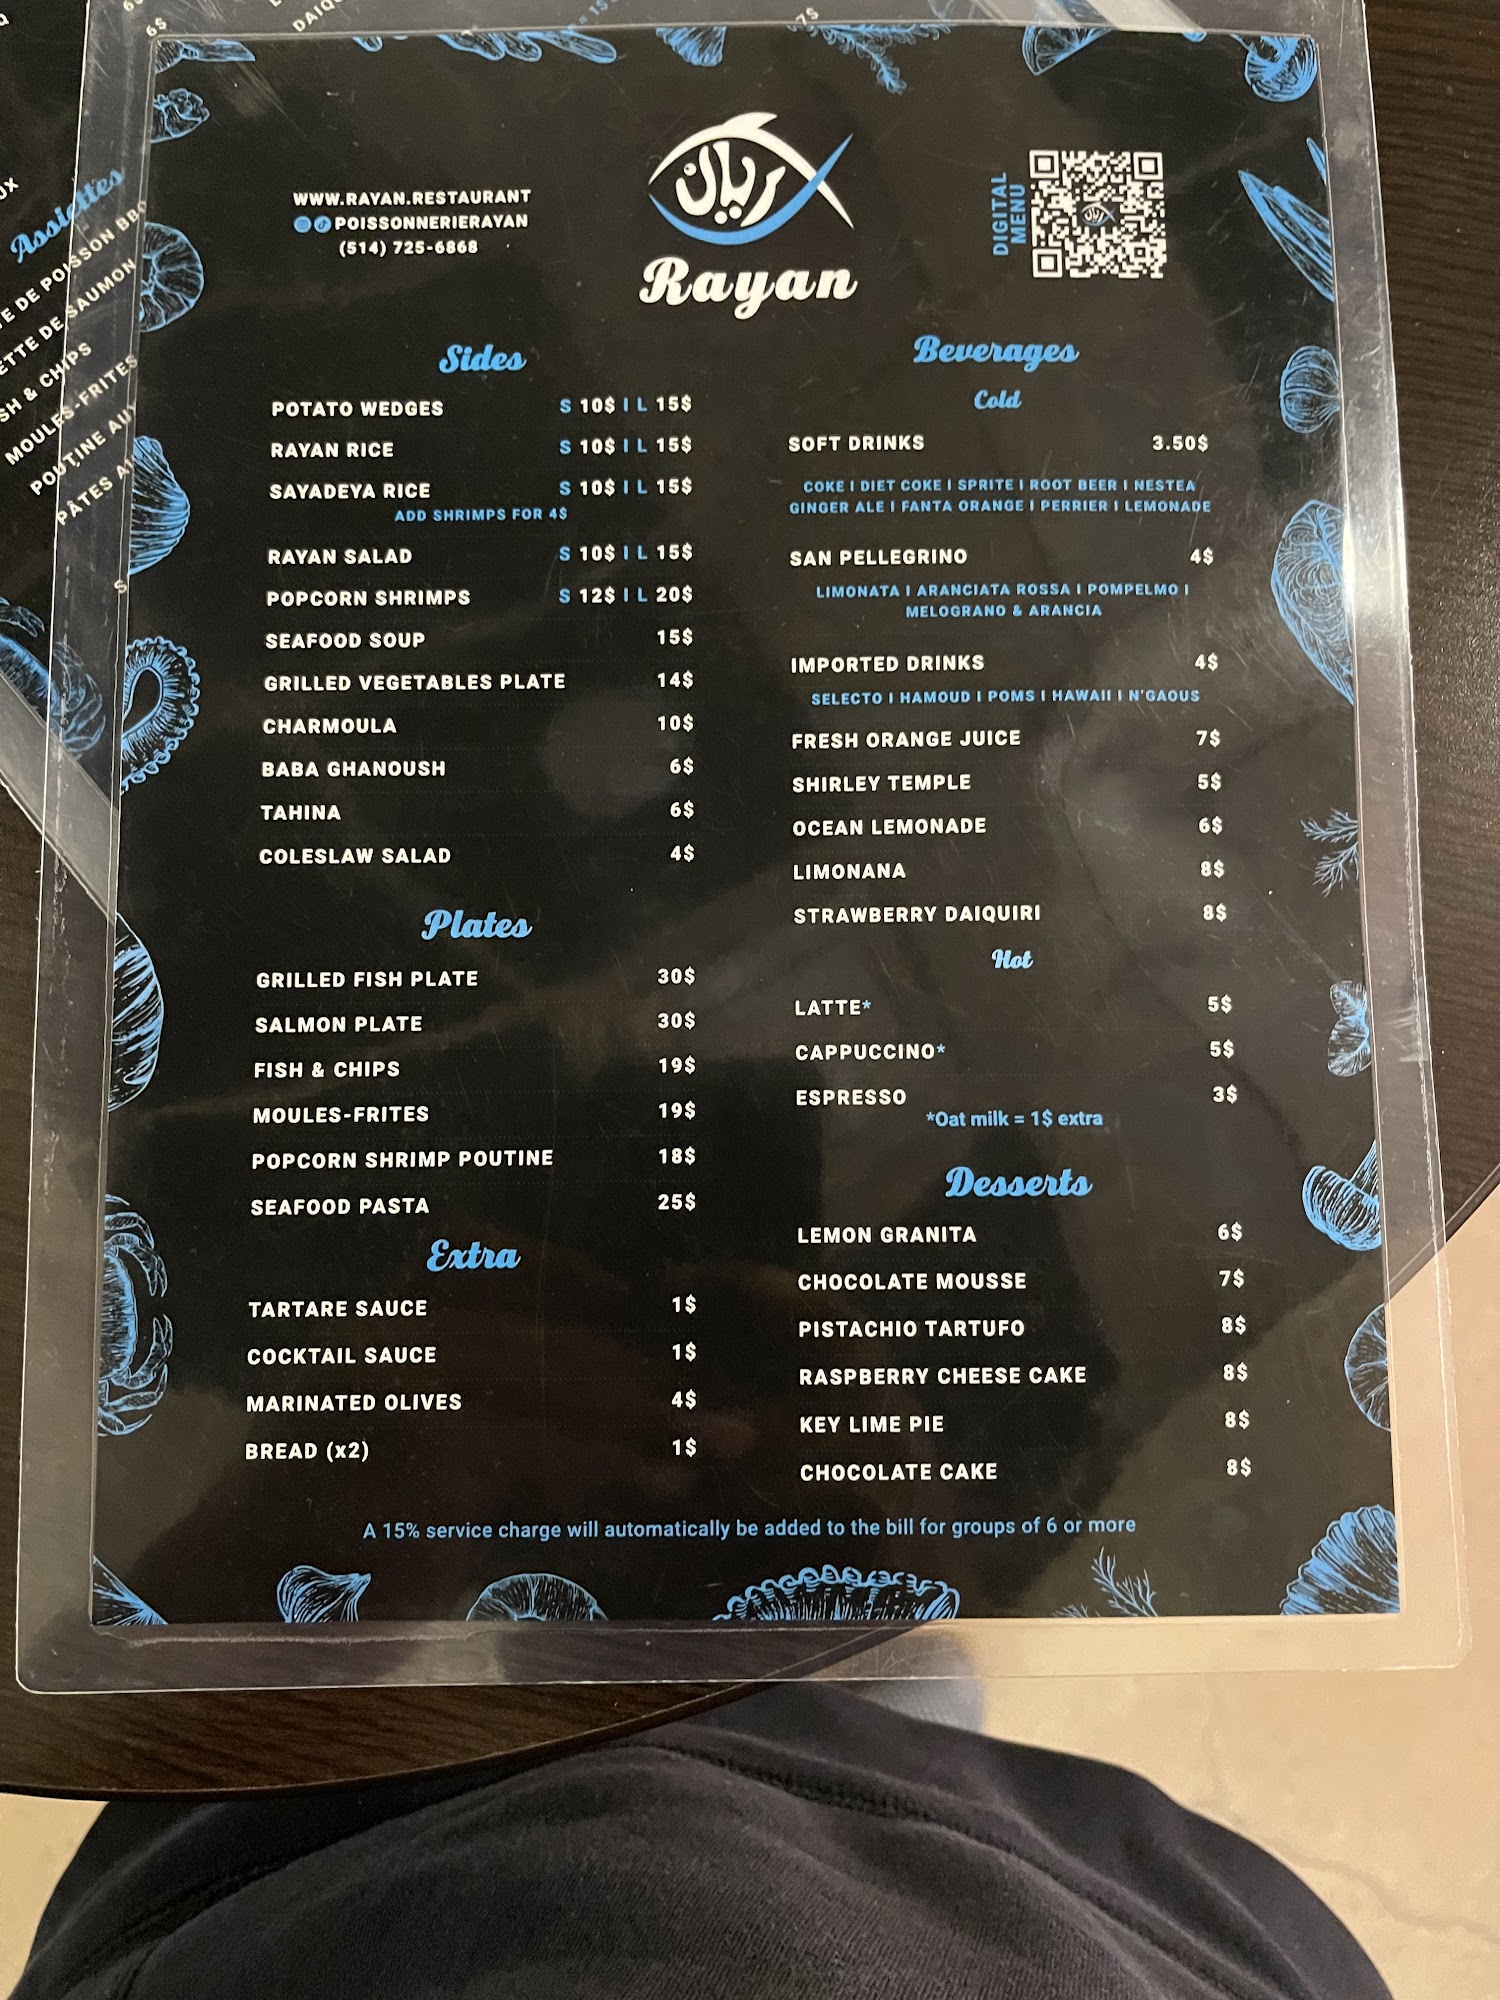 WWW.RAYAN.RESTAURANT
POISSONNERIERAYAN
(514) 725-6868
ريان
Rayan
DIGITAL
MENU
Sides
POTATO WEDGES S 10$ | L 15$
RAYAN RICE S 10$ | L 15$
SAYADEYA RICE S 10$ | L 15$
ADD SHRIMPS FOR 4$
RAYAN SALAD S 10$ | L 15$
POPCORN SHRIMPS S 12$ | L 20$
SEAFOOD SOUP 15$
GRILLED VEGETABLES PLATE 14$
CHARMOULA 10$
BABA GHANOUSH 6$
TAHINA 6$
COLESLAW SALAD 4$
Plates
GRILLED FISH PLATE 30$
SALMON PLATE 30$
FISH & CHIPS 19$
MOULES-FRITES 19$
POPCORN SHRIMP POUTINE 18$
SEAFOOD PASTA 25$
Extra
TARTARE SAUCE 1$
COCKTAIL SAUCE 1$
MARINATED OLIVES 4$
BREAD (x2) 1$
Beverages
Cold
SOFT DRINKS 3.50$
COKE | DIET COKE | SPRITE | ROOT BEER | NESTEA
GINGER ALE | FANTA ORANGE | PERRIER | LEMONADE
SAN PELLEGRINO 4$
LIMONATA | ARANCIATA ROSSA | POMPELMO |
MELOGRANO & ARANCIA
IMPORTED DRINKS 4$
SELECTO | HAMOUD | POMS | HAWAII | N'GAOUS
FRESH ORANGE JUICE 7$
SHIRLEY TEMPLE 5$
OCEAN LEMONADE 6$
LIMONANA 8$
STRAWBERRY DAIQUIRI 8$
Hot
LATTE* 5$
CAPPUCCINO* 5$
ESPRESSO 3$
*Oat milk = 1$ extra
Desserts
LEMON GRANITA 6$
CHOCOLATE MOUSSE 7$
PISTACHIO TARTUFO 8$
RASPBERRY CHEESE CAKE 8$
KEY LIME PIE 8$
CHOCOLATE CAKE 8$
A 15% service charge will automatically be added to the bill for groups of 6 or more
Assiettes
DE POISSON BBQ
DE SAUMON
& CHIPS
MOULES-FRITES
POUTINE AUX
PÂTES
6$
7$